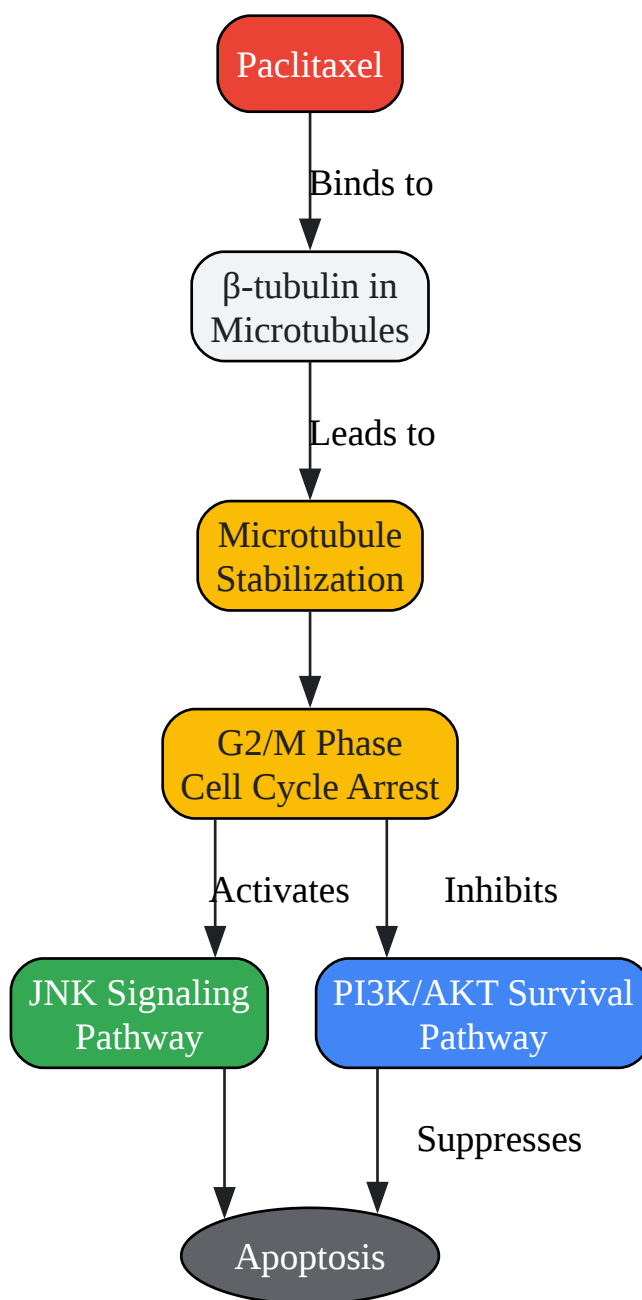 Paclitaxel
Binds to
β-tubulin in
Microtubules
Leads to
Microtubule
Stabilization
G2/M Phase
Cell Cycle Arrest
Activates
Inhibits
JNK Signaling
Pathway
PI3K/AKT Survival
Pathway
Suppresses
Apoptosis